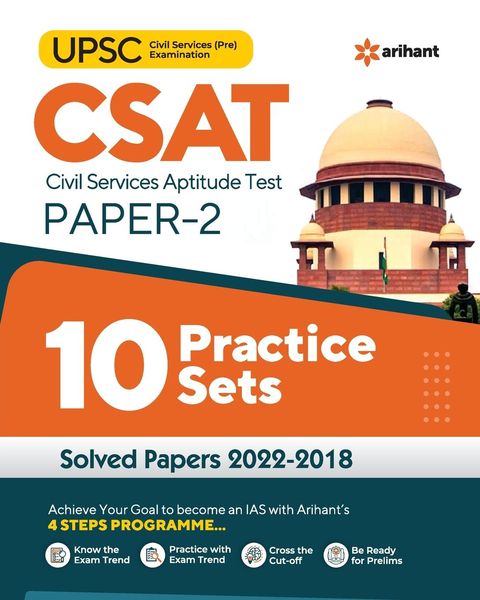 UPSC Civil Services (Pre)
Examination
arihant
CSAT
Civil Services Aptitude Test
PAPER-2
10 Practice
Sets
Solved Papers 2022-2018
Achieve Your Goal to become an IAS with Arihant's
4 STEPS PROGRAMME...
Know the
Exam Trend
Practice with
Exam Trend
Cross the
Cut-off
Be Ready
for Prelims